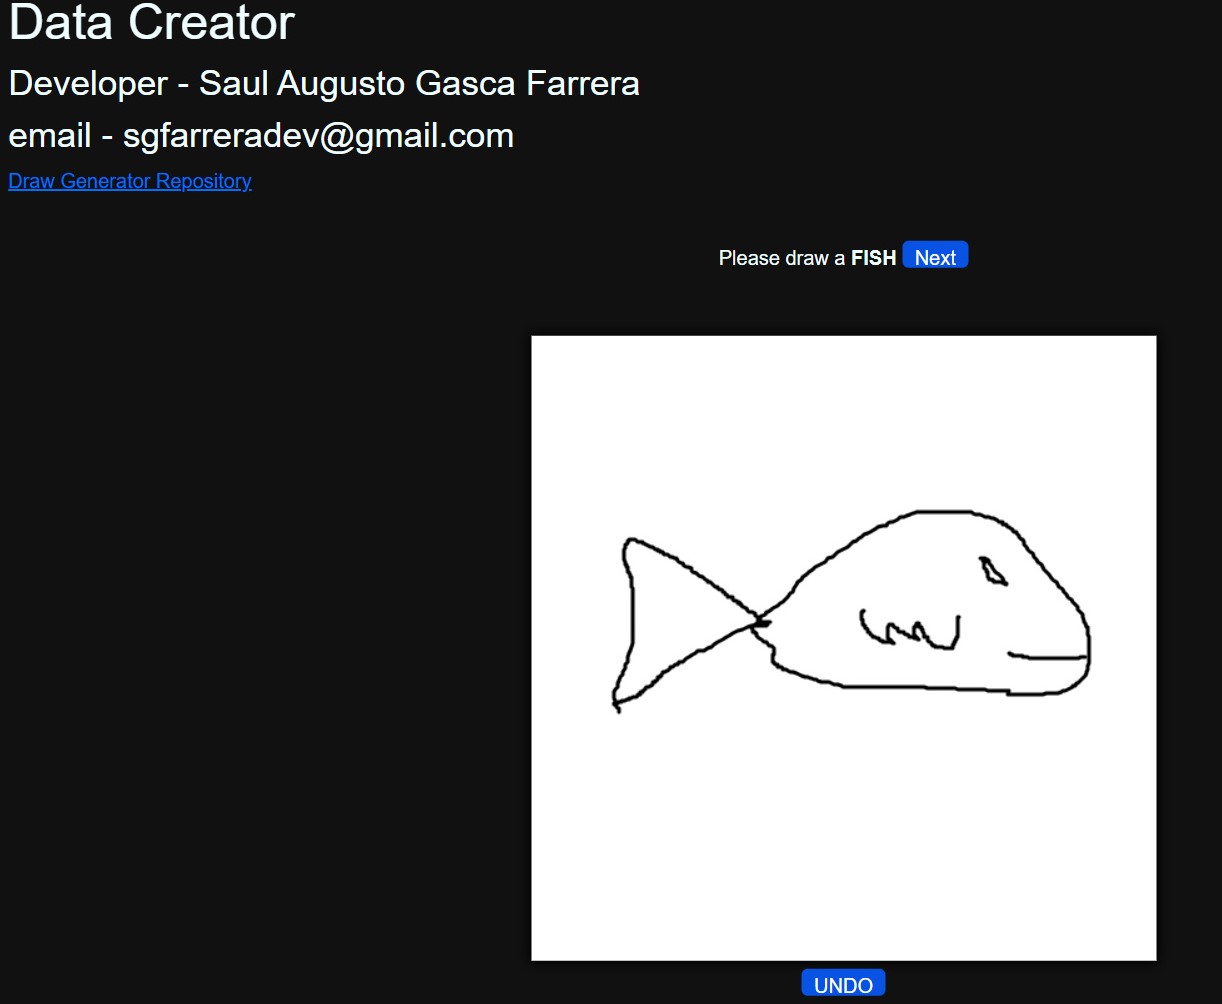 Data Creator
Developer - Saul Augusto Gasca Farrera
email - sgfarreradev@gmail.com
Draw Generator Repository
Please draw a FISH Next
UNDO